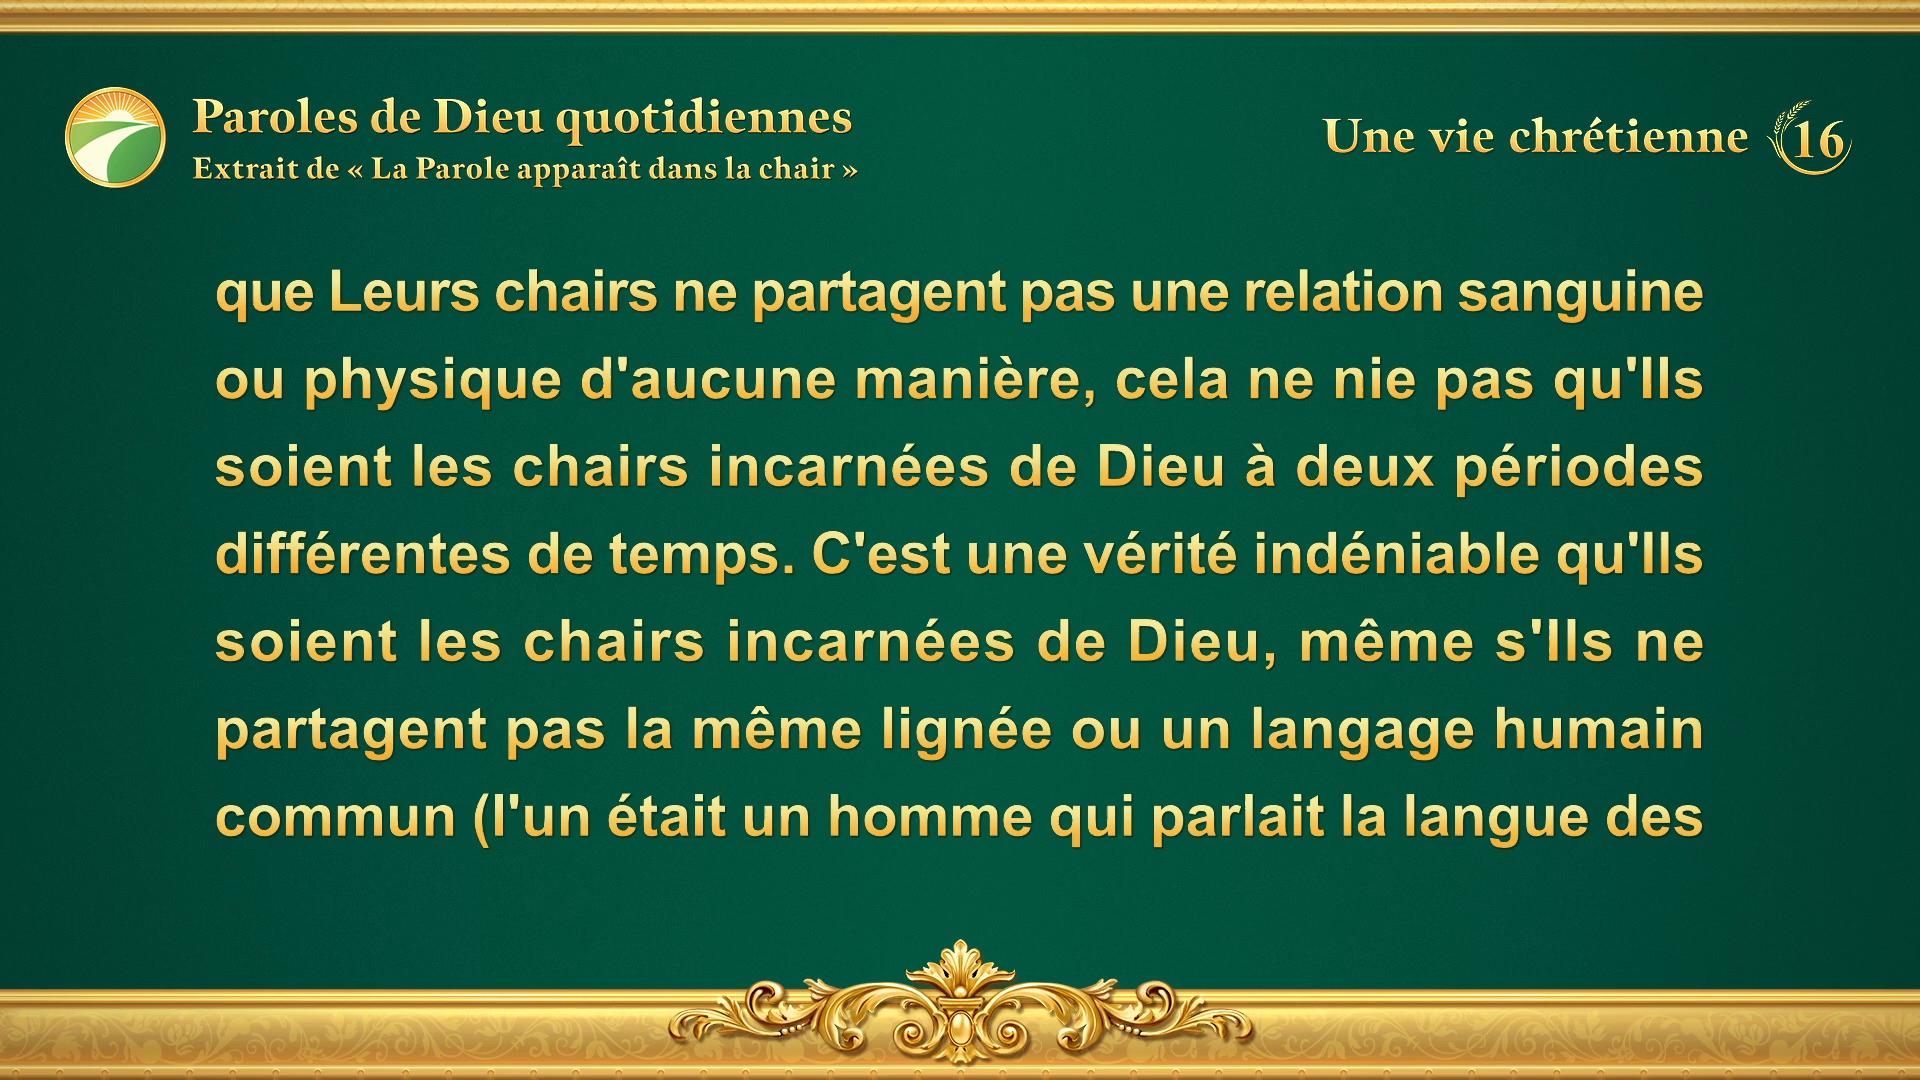 Paroles de Dieu quotidiennes
Extrait de « La Parole apparaît dans la chair »
Une vie chrétienne 16
que Leurs chairs ne partagent pas une relation sanguine
ou physique d'aucune manière, cela ne nie pas qu'Ils
soient les chairs incarnées de Dieu à deux périodes
différentes de temps. C'est une vérité indéniable qu'Ils
soient les chairs incarnées de Dieu, même s'Ils ne
partagent pas la même lignée ou un langage humain
commun (l'un était un homme qui parlait la langue des